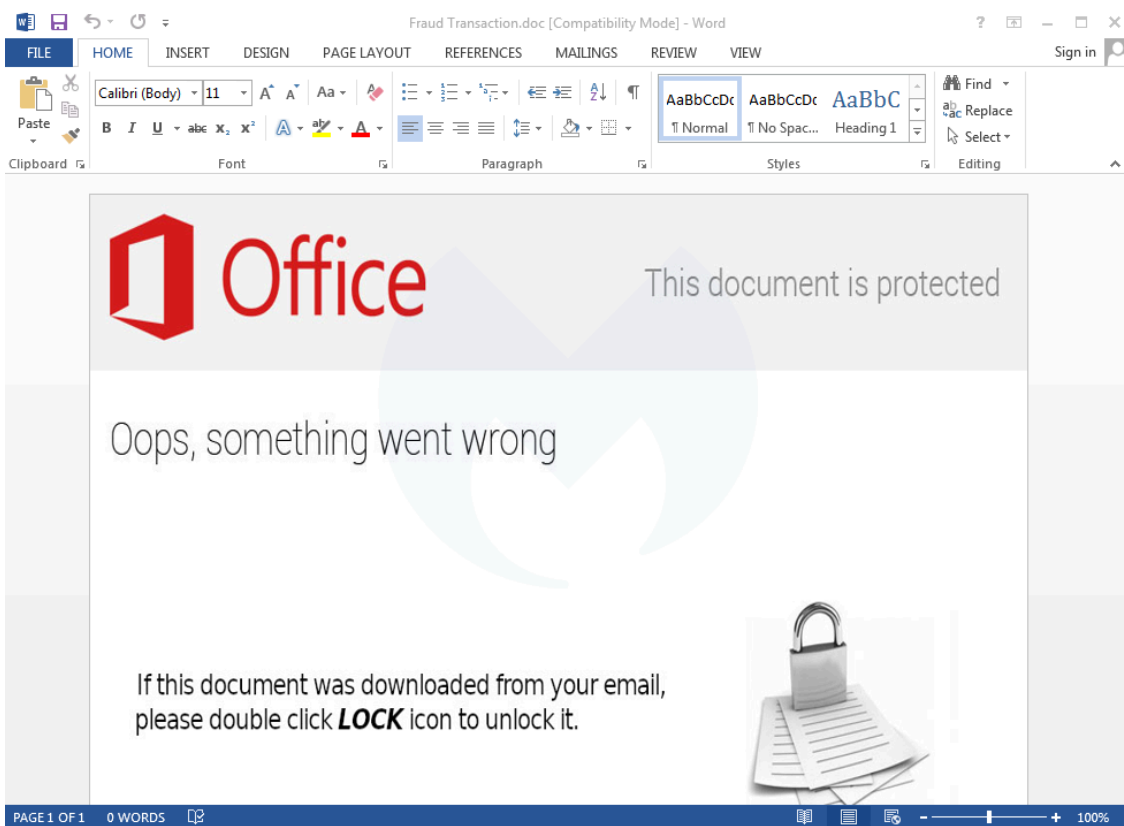 Fraud Transaction.doc [Compatibility Mode] - Word
FILE HOME INSERT DESIGN PAGE LAYOUT REFERENCES MAILINGS REVIEW VIEW Sign in
Paste
Calibri (Body) 11
Aa
B I U abc X₂ X²
AaBbCcDc AaBbCcDc AaBbC
¶ Normal ¶ No Spac... Heading 1
Find
Replace
Select
Clipboard Font Paragraph Styles Editing
Office
This document is protected
Oops, something went wrong
If this document was downloaded from your email,
please double click LOCK icon to unlock it.
PAGE 1 OF 1 0 WORDS 100%